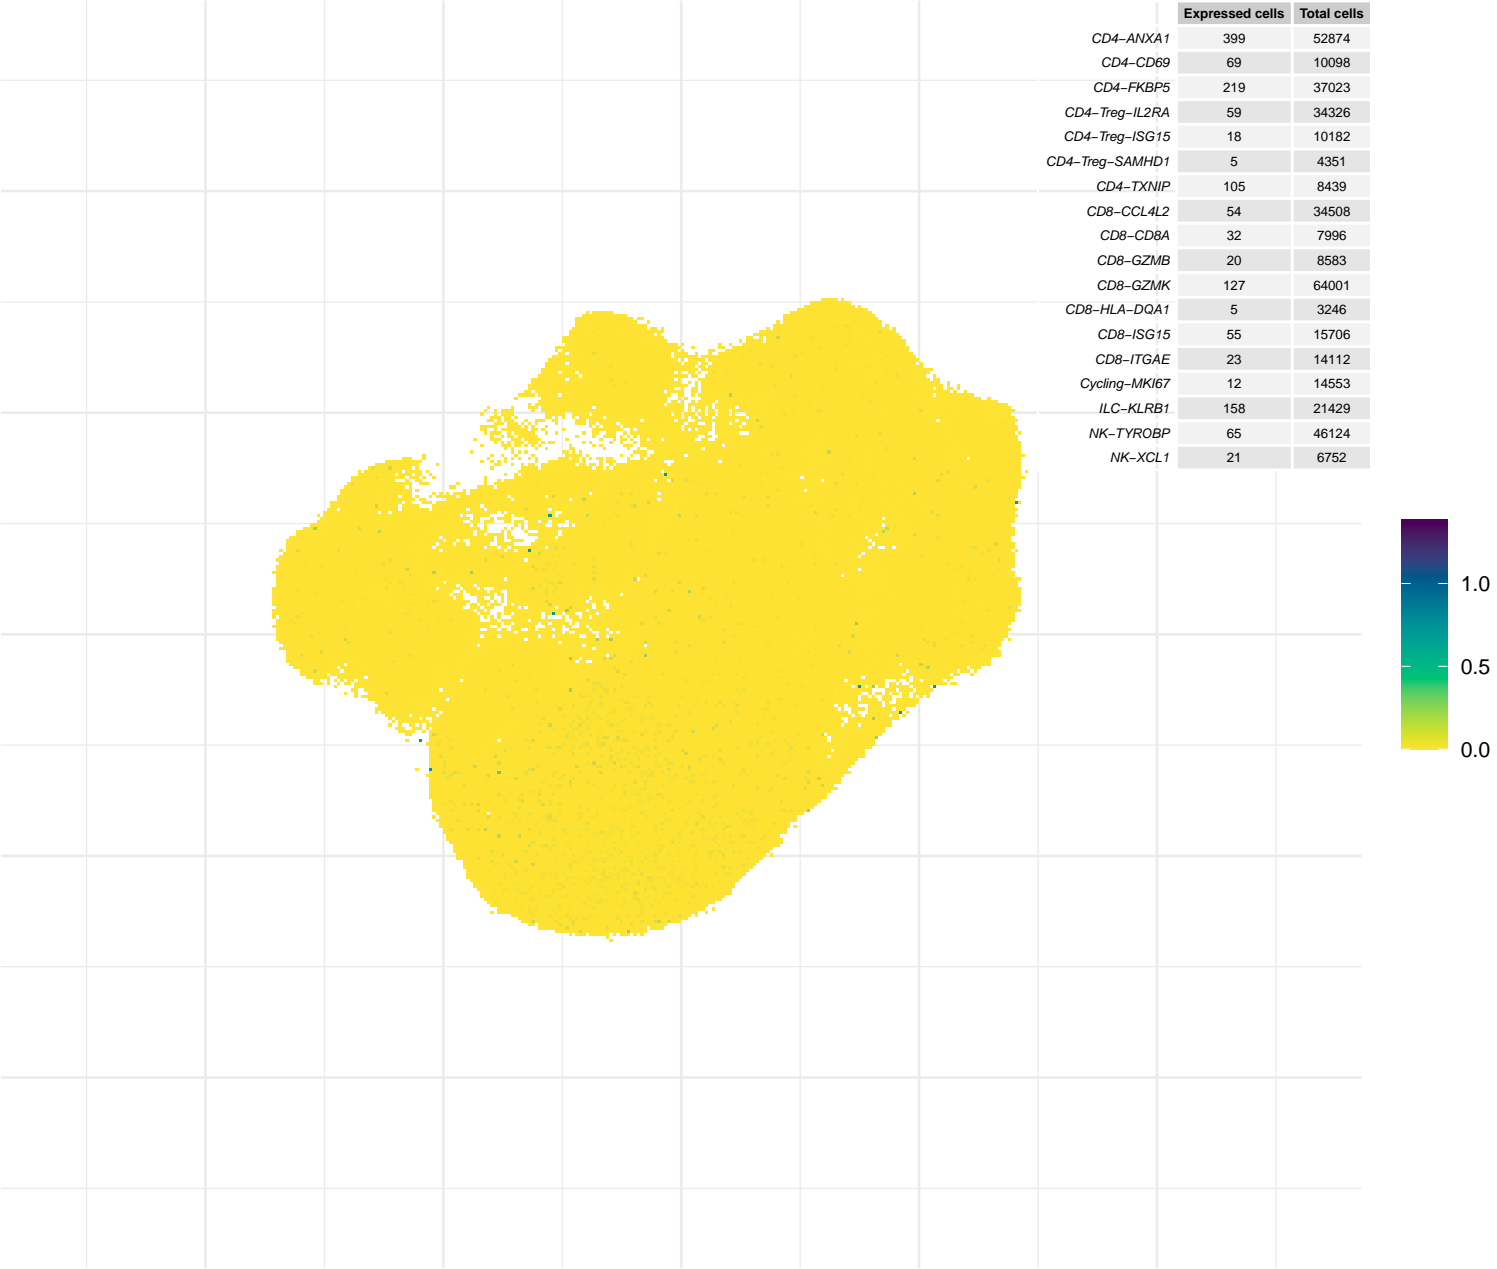 Expressed cells Total cells
CD4−ANXA1 399 52874
CD4−CD69 69 10098
CD4−FKBP5 219 37023
CD4−Treg−IL2RA 59 34326
CD4−Treg−ISG15 18 10182
CD4−Treg−SAMHD1 5 4351
CD4−TXNIP 105 8439
CD8−CCL4L2 54 34508
CD8−CD8A 32 7996
CD8−GZMB 20 8583
CD8−GZMK 127 64001
CD8−HLA−DQA1 5 3246
CD8−ISG15 55 15706
CD8−ITGAE 23 14112
Cycling−MKI67 12 14553
ILC−KLRB1 158 21429
NK−TYROBP 65 46124
NK−XCL1 21 6752
1.0
0.5
0.0